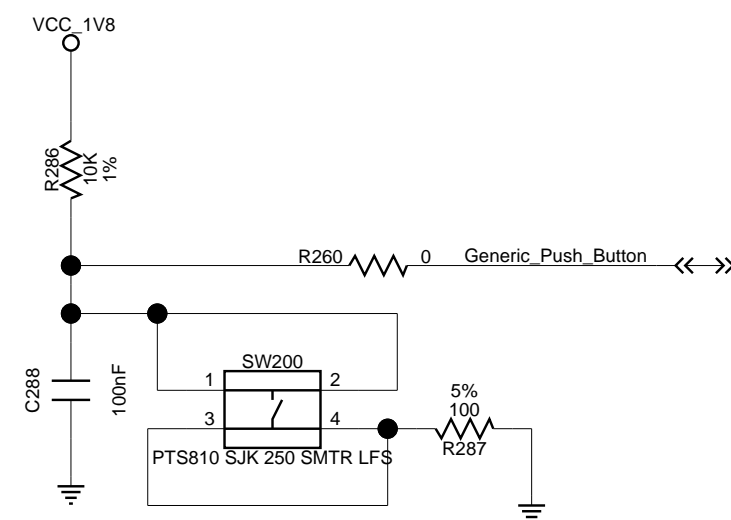 VCC_1V8
R286
10K
1%
R260
0
Generic_Push_Button
C288
100nF
SW200
1
2
3
4
PTS810 SJK 250 SMTR LFS
5%
100
R287